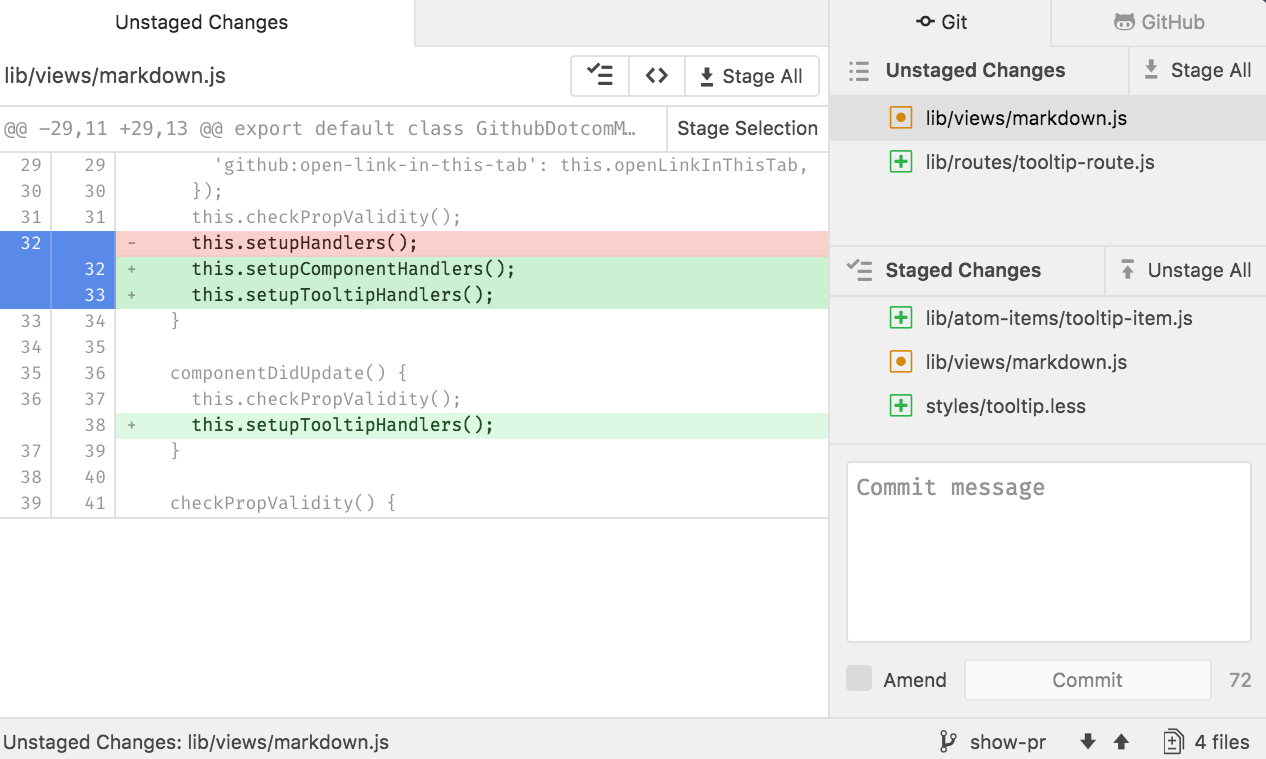 Unstaged Changes
lib/views/markdown.js
Stage All
@@ -29,11 +29,13 @@ export default class GithubDotcomM…
Stage Selection
29 29 'github:open-link-in-this-tab': this.openLinkInThisTab,
30 30 });
31 31 this.checkPropValidity();
32 - this.setupHandlers();
32 + this.setupComponentHandlers();
33 + this.setupTooltipHandlers();
33 34 }
34 35
35 36 componentDidUpdate() {
36 37 this.checkPropValidity();
38 + this.setupTooltipHandlers();
37 39 }
38 40
39 41 checkPropValidity() {
Git
GitHub
Unstaged Changes
Stage All
lib/views/markdown.js
lib/routes/tooltip-route.js
Staged Changes
Unstage All
lib/atom-items/tooltip-item.js
lib/views/markdown.js
styles/tooltip.less
Commit message
Amend
Commit
72
Unstaged Changes: lib/views/markdown.js
show-pr
4 files